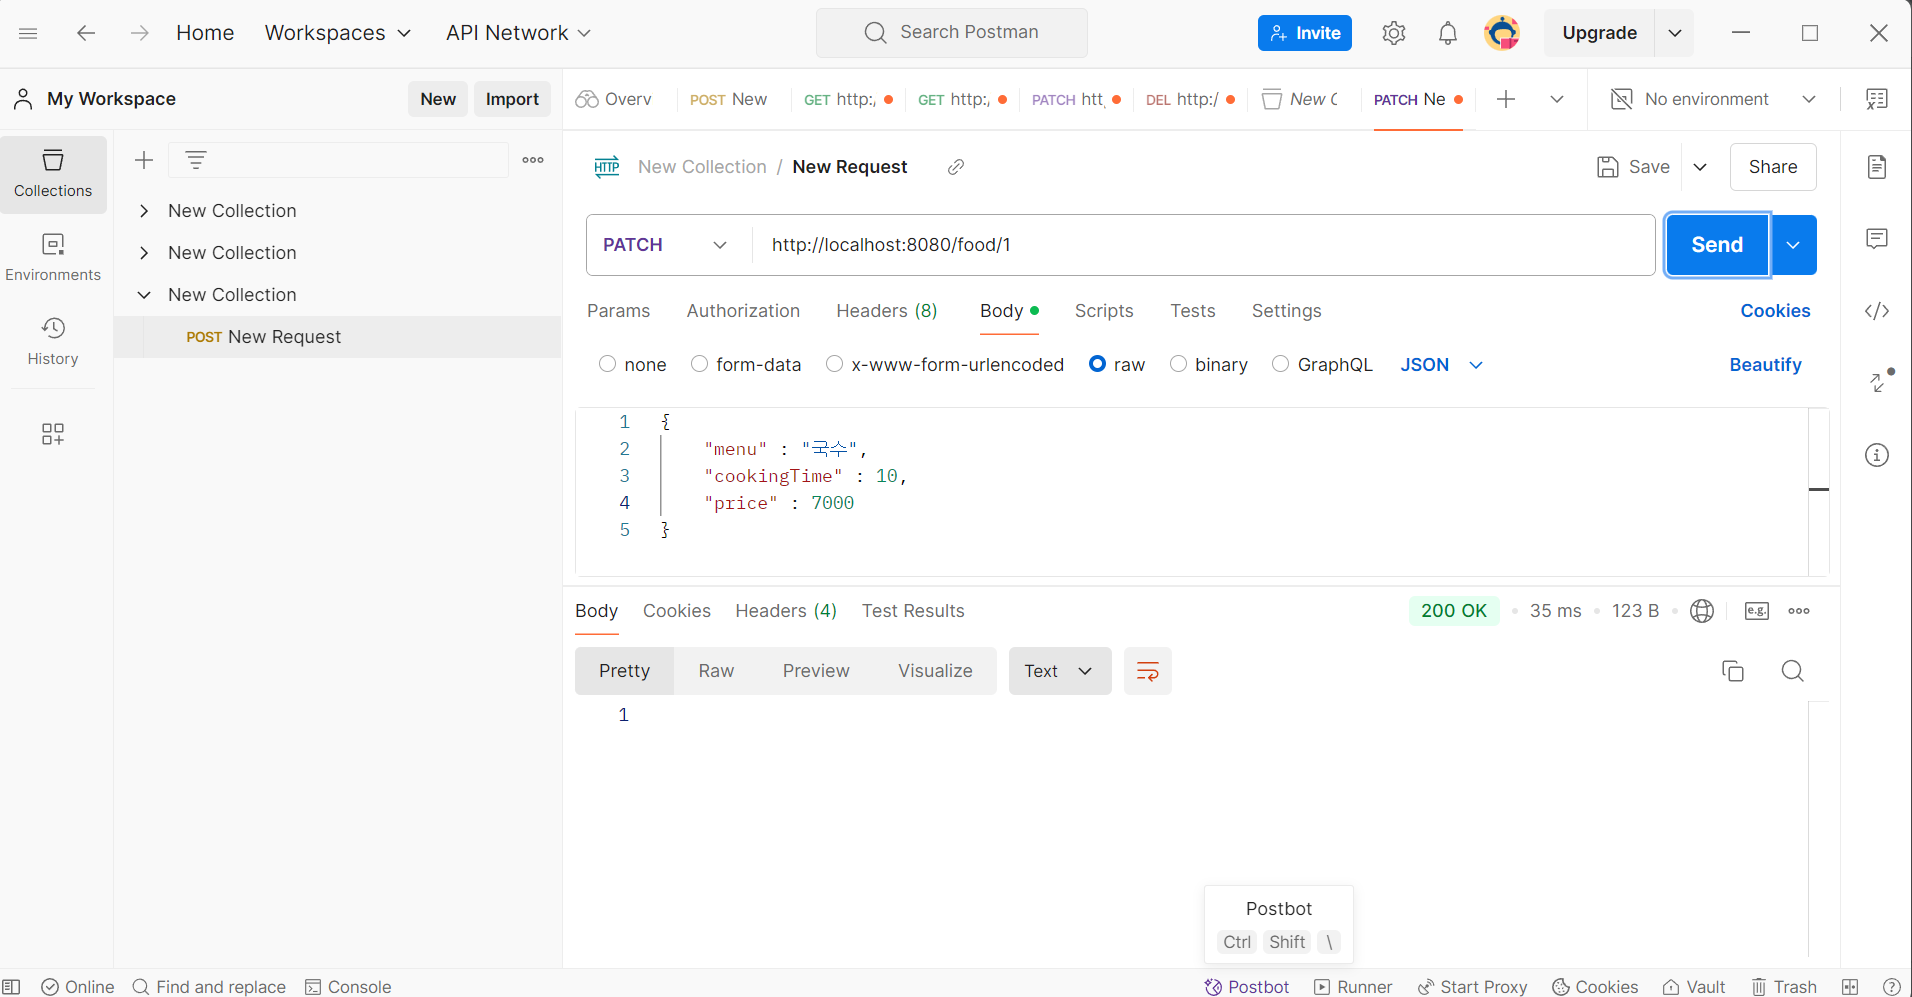 Home Workspaces API Network Search Postman Invite Upgrade
My Workspace New Import Overv POST New GET http:, GET http:, PATCH htt, DEL http:/ New C PATCH Ne No environment
Collections
Environments
History
New Collection
New Collection
New Collection
POST New Request
HTTP New Collection / New Request Save Share
PATCH http://localhost:8080/food/1 Send
Params Authorization Headers (8) Body Scripts Tests Settings Cookies
none form-data x-www-form-urlencoded raw binary GraphQL JSON Beautify
1 {
2 "menu" : "국수",
3 "cookingTime" : 10,
4 "price" : 7000
5 }
Body Cookies Headers (4) Test Results 200 OK 35 ms 123 B e.g.
Pretty Raw Preview Visualize Text
1
Postbot
Ctrl Shift \
Online Find and replace Console Postbot Runner Start Proxy Cookies Vault Trash